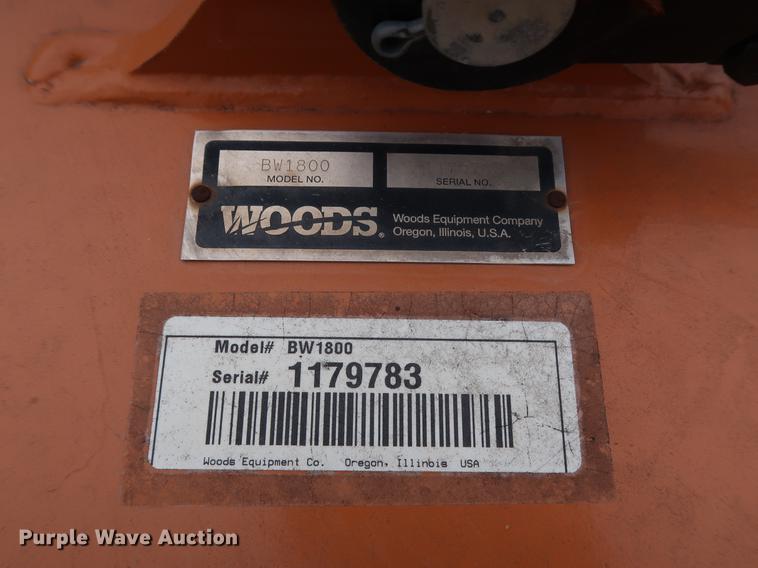 BW1800
MODEL NO. SERIAL NO.
WOODS® Woods Equipment Company
Oregon, Illinois, U.S.A.
Model# BW1800
Serial# 1179783
Woods Equipment Co. Oregon, Illinois USA
Purple Wave Auction